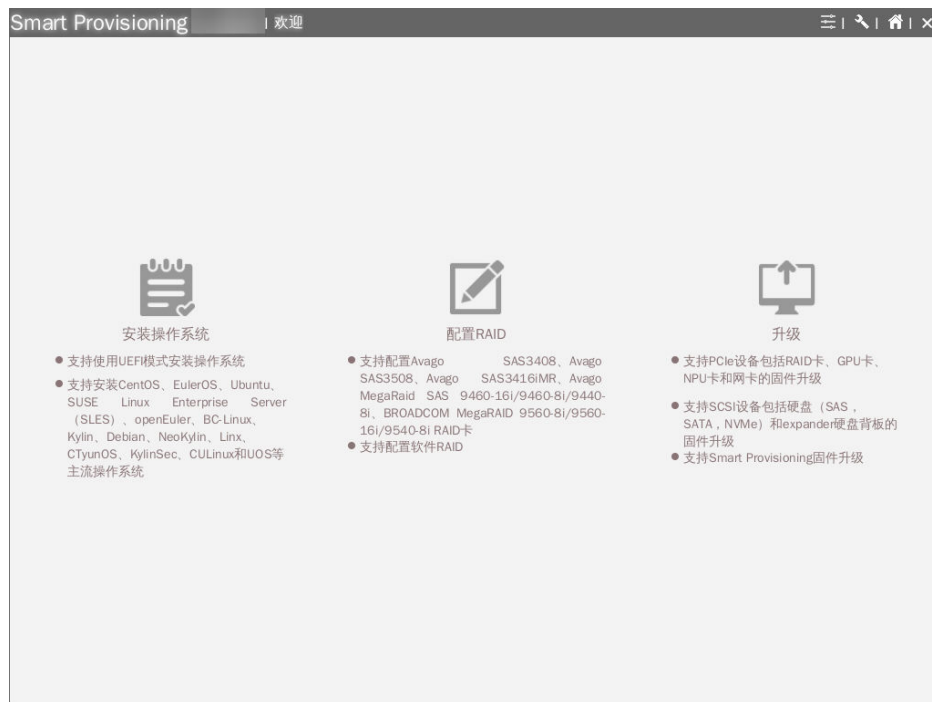 Smart Provisioning | 欢迎
安装操作系统
● 支持使用UEFI模式安装操作系统
● 支持安装CentOS、EulerOS、Ubuntu、
SUSE Linux Enterprise Server
（SLES）、openEuler、BC-Linux、
Kylin、Debian、NeoKylin、Linx、
CTyunOS、KylinSec、CULinux和UOS等
主流操作系统
配置RAID
● 支持配置Avago SAS3408、Avago
SAS3508、Avago SAS3416iMR、Avago
MegaRaid SAS 9460-16i/9460-8i/9440-
8i、BROADCOM MegaRAID 9560-8i/9560-
16i/9540-8i RAID卡
● 支持配置软件RAID
升级
● 支持PCIe设备包括RAID卡、GPU卡、
NPU卡和网卡的固件升级
● 支持SCSI设备包括硬盘（SAS，
SATA，NVMe）和expander硬盘背板的
固件升级
● 支持Smart Provisioning固件升级